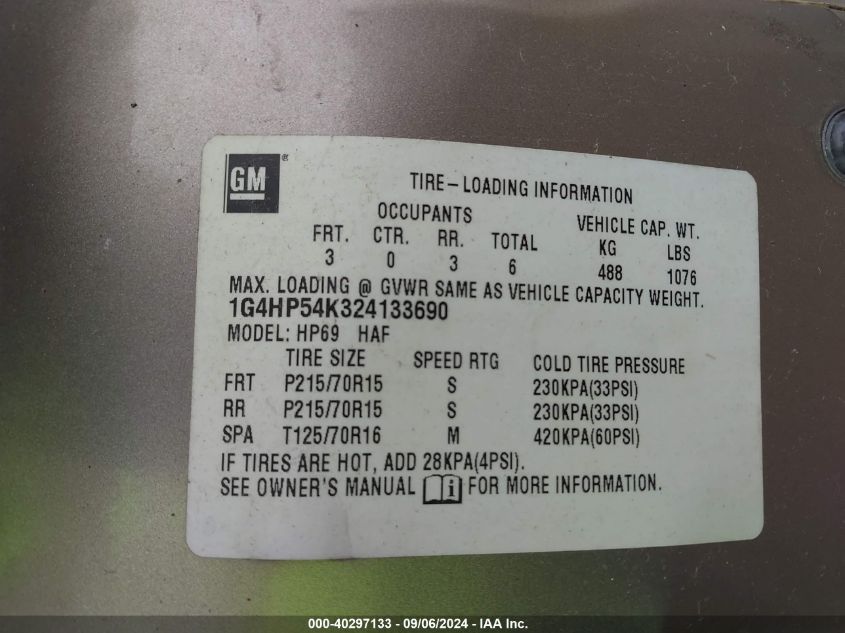 GM®
TIRE-LOADING INFORMATION
OCCUPANTS VEHICLE CAP. WT.
FRT. CTR. RR. TOTAL KG LBS
3 0 3 6 488 1076
MAX. LOADING @ GVWR SAME AS VEHICLE CAPACITY WEIGHT.
1G4HP54K324133690
MODEL: HP69 HAF
TIRE SIZE SPEED RTG COLD TIRE PRESSURE
FRT P215/70R15 S 230KPA(33PSI)
RR P215/70R15 S 230KPA(33PSI)
SPA T125/70R16 M 420KPA(60PSI)
IF TIRES ARE HOT, ADD 28KPA(4PSI).
SEE OWNER'S MANUAL i FOR MORE INFORMATION.
000-40297133 - 09/06/2024 - IAA Inc.